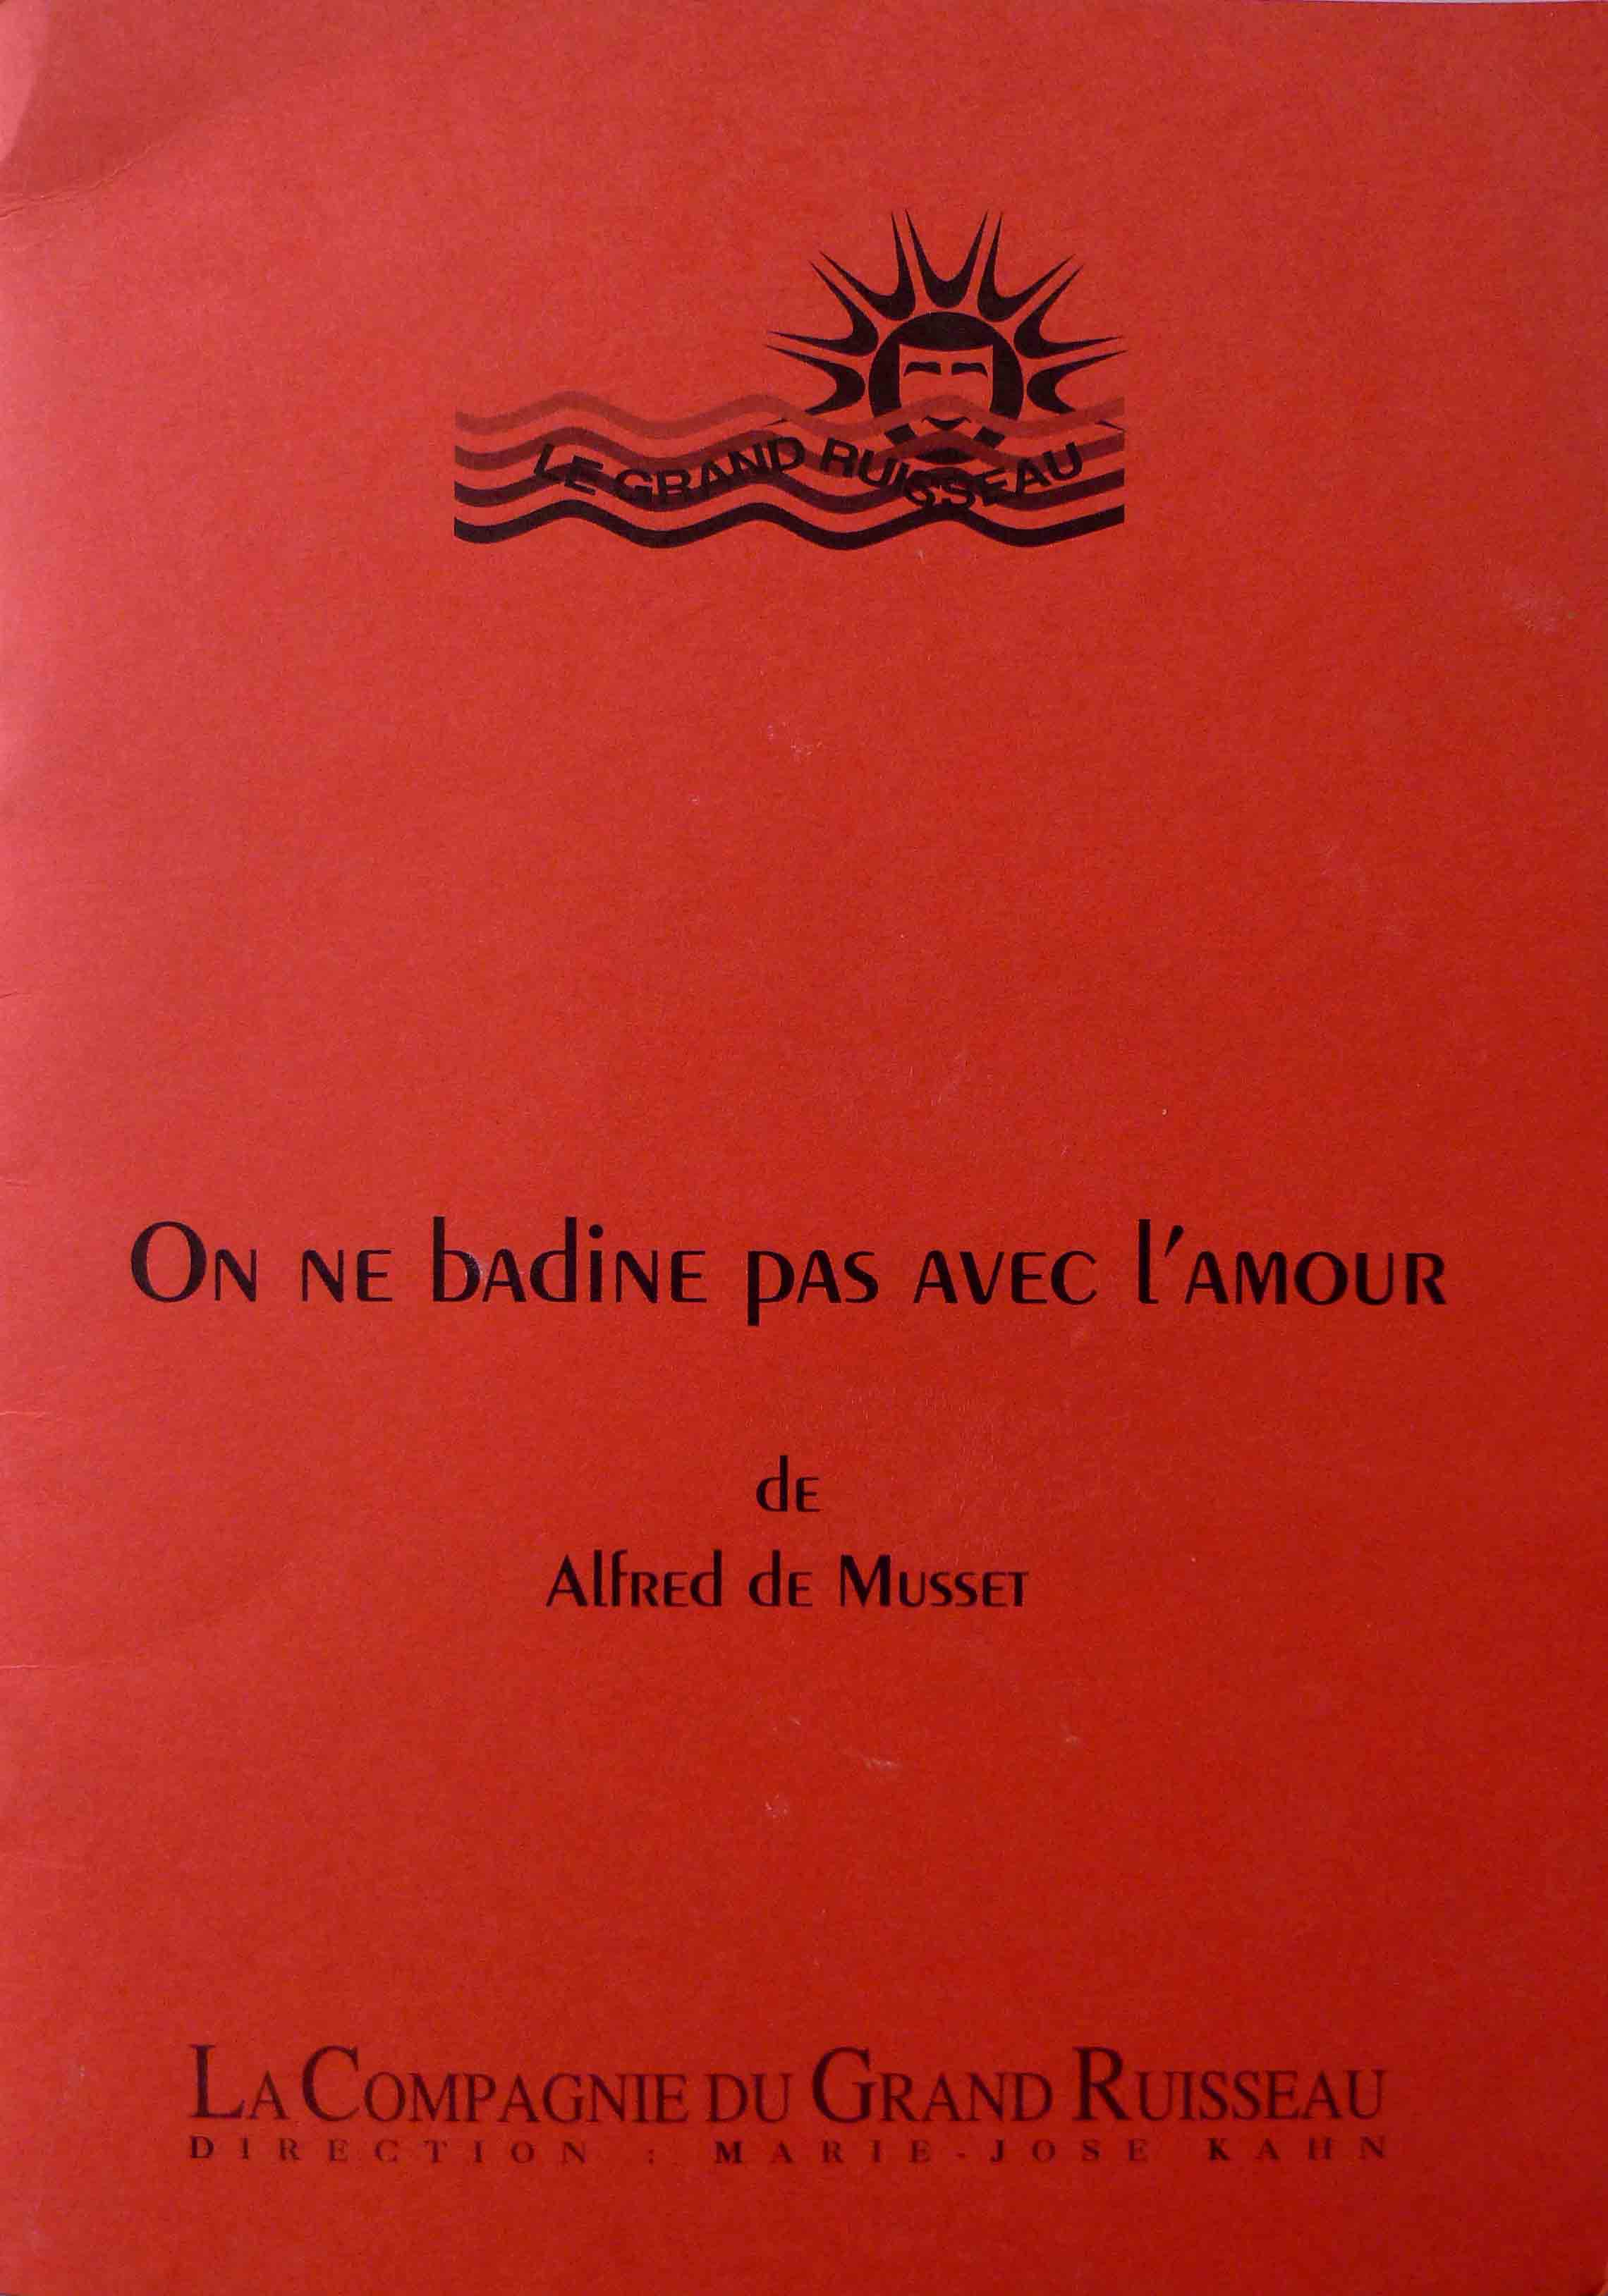 LE GRAND RUISSEAU
On ne badine pas avec l'amour
de
Alfred de Musset
LA COMPAGNIE DU GRAND RUISSEAU
DIRECTION : MARIE-JOSE KAHN